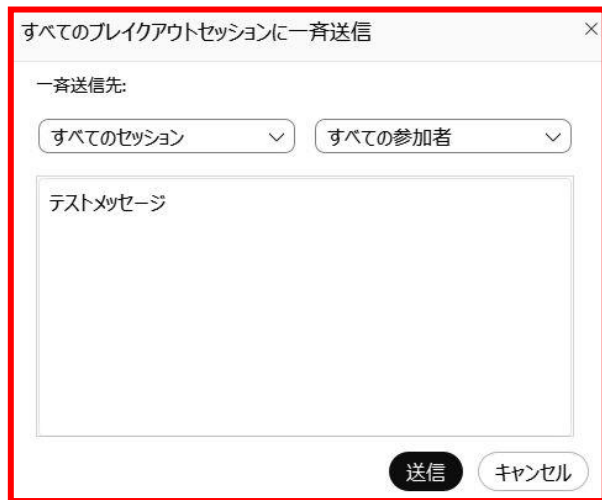 すべてのブレイクアウトセッションに一斉送信
一斉送信先:
すべてのセッション すべての参加者
テストメッセージ
送信 キャンセル